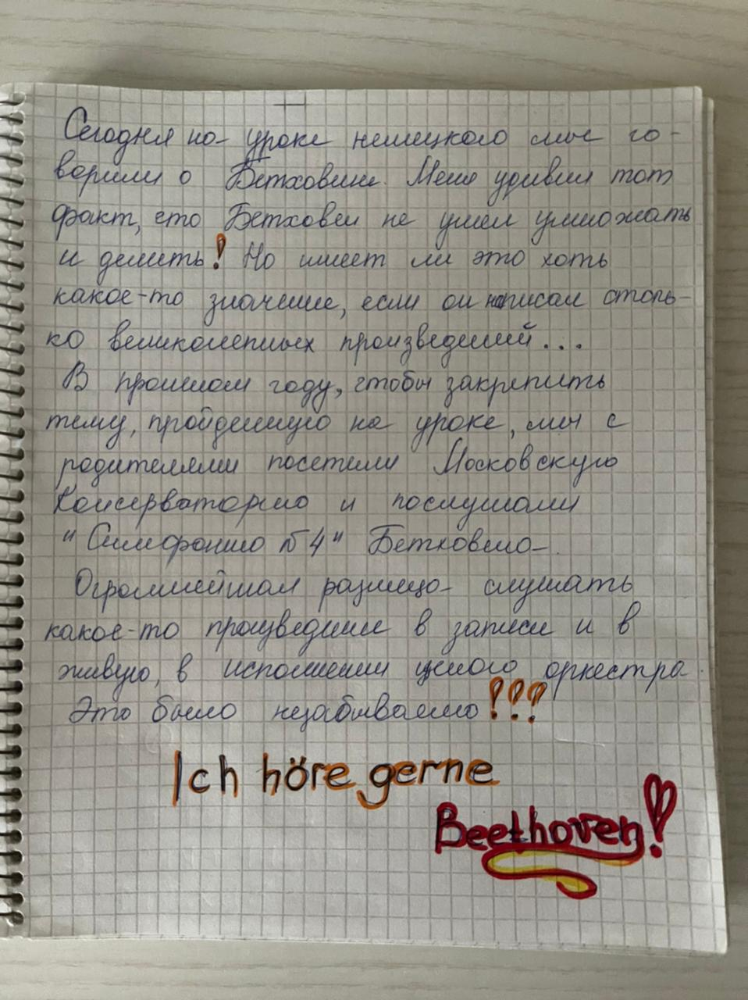 Сегодня на уроке немецкого мы го-
ворили о Бетховене. Меня удивил тот
факт, что Бетховен не умел умножать
и делить! Но имеет ли это хоть
какое-то значение, если он написал столь-
ко великолепных произведений...
В прошлом году, чтобы закрепить
тему, пройденную на уроке, мы с
родителями посетили Московскую
Консерваторию и послушали
"Симфонию №4" Бетховена.
Огромнейшая разница слушать
какое-то произведение в записи и в
живую, в исполнении целого оркестра.
Это было незабываемо!!!
Ich höre gerne
Beethoven!